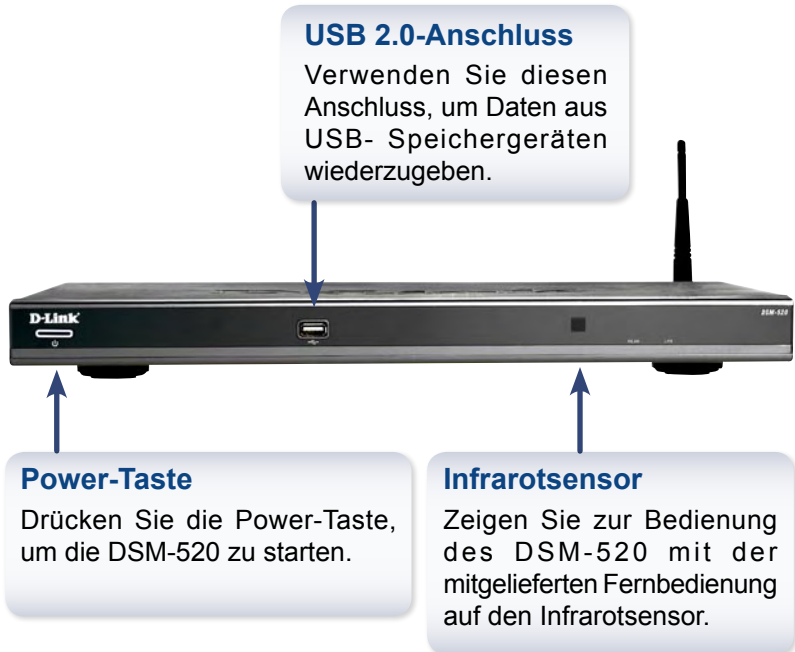 USB 2.0-Anschluss
Verwenden Sie diesen
Anschluss, um Daten aus
USB- Speichergeräten
wiederzugeben.
D-Link
DSM-520
Power-Taste
Drücken Sie die Power-Taste,
um die DSM-520 zu starten.
Infrarotsensor
Zeigen Sie zur Bedienung
des DSM-520 mit der
mitgelieferten Fernbedienung
auf den Infrarotsensor.